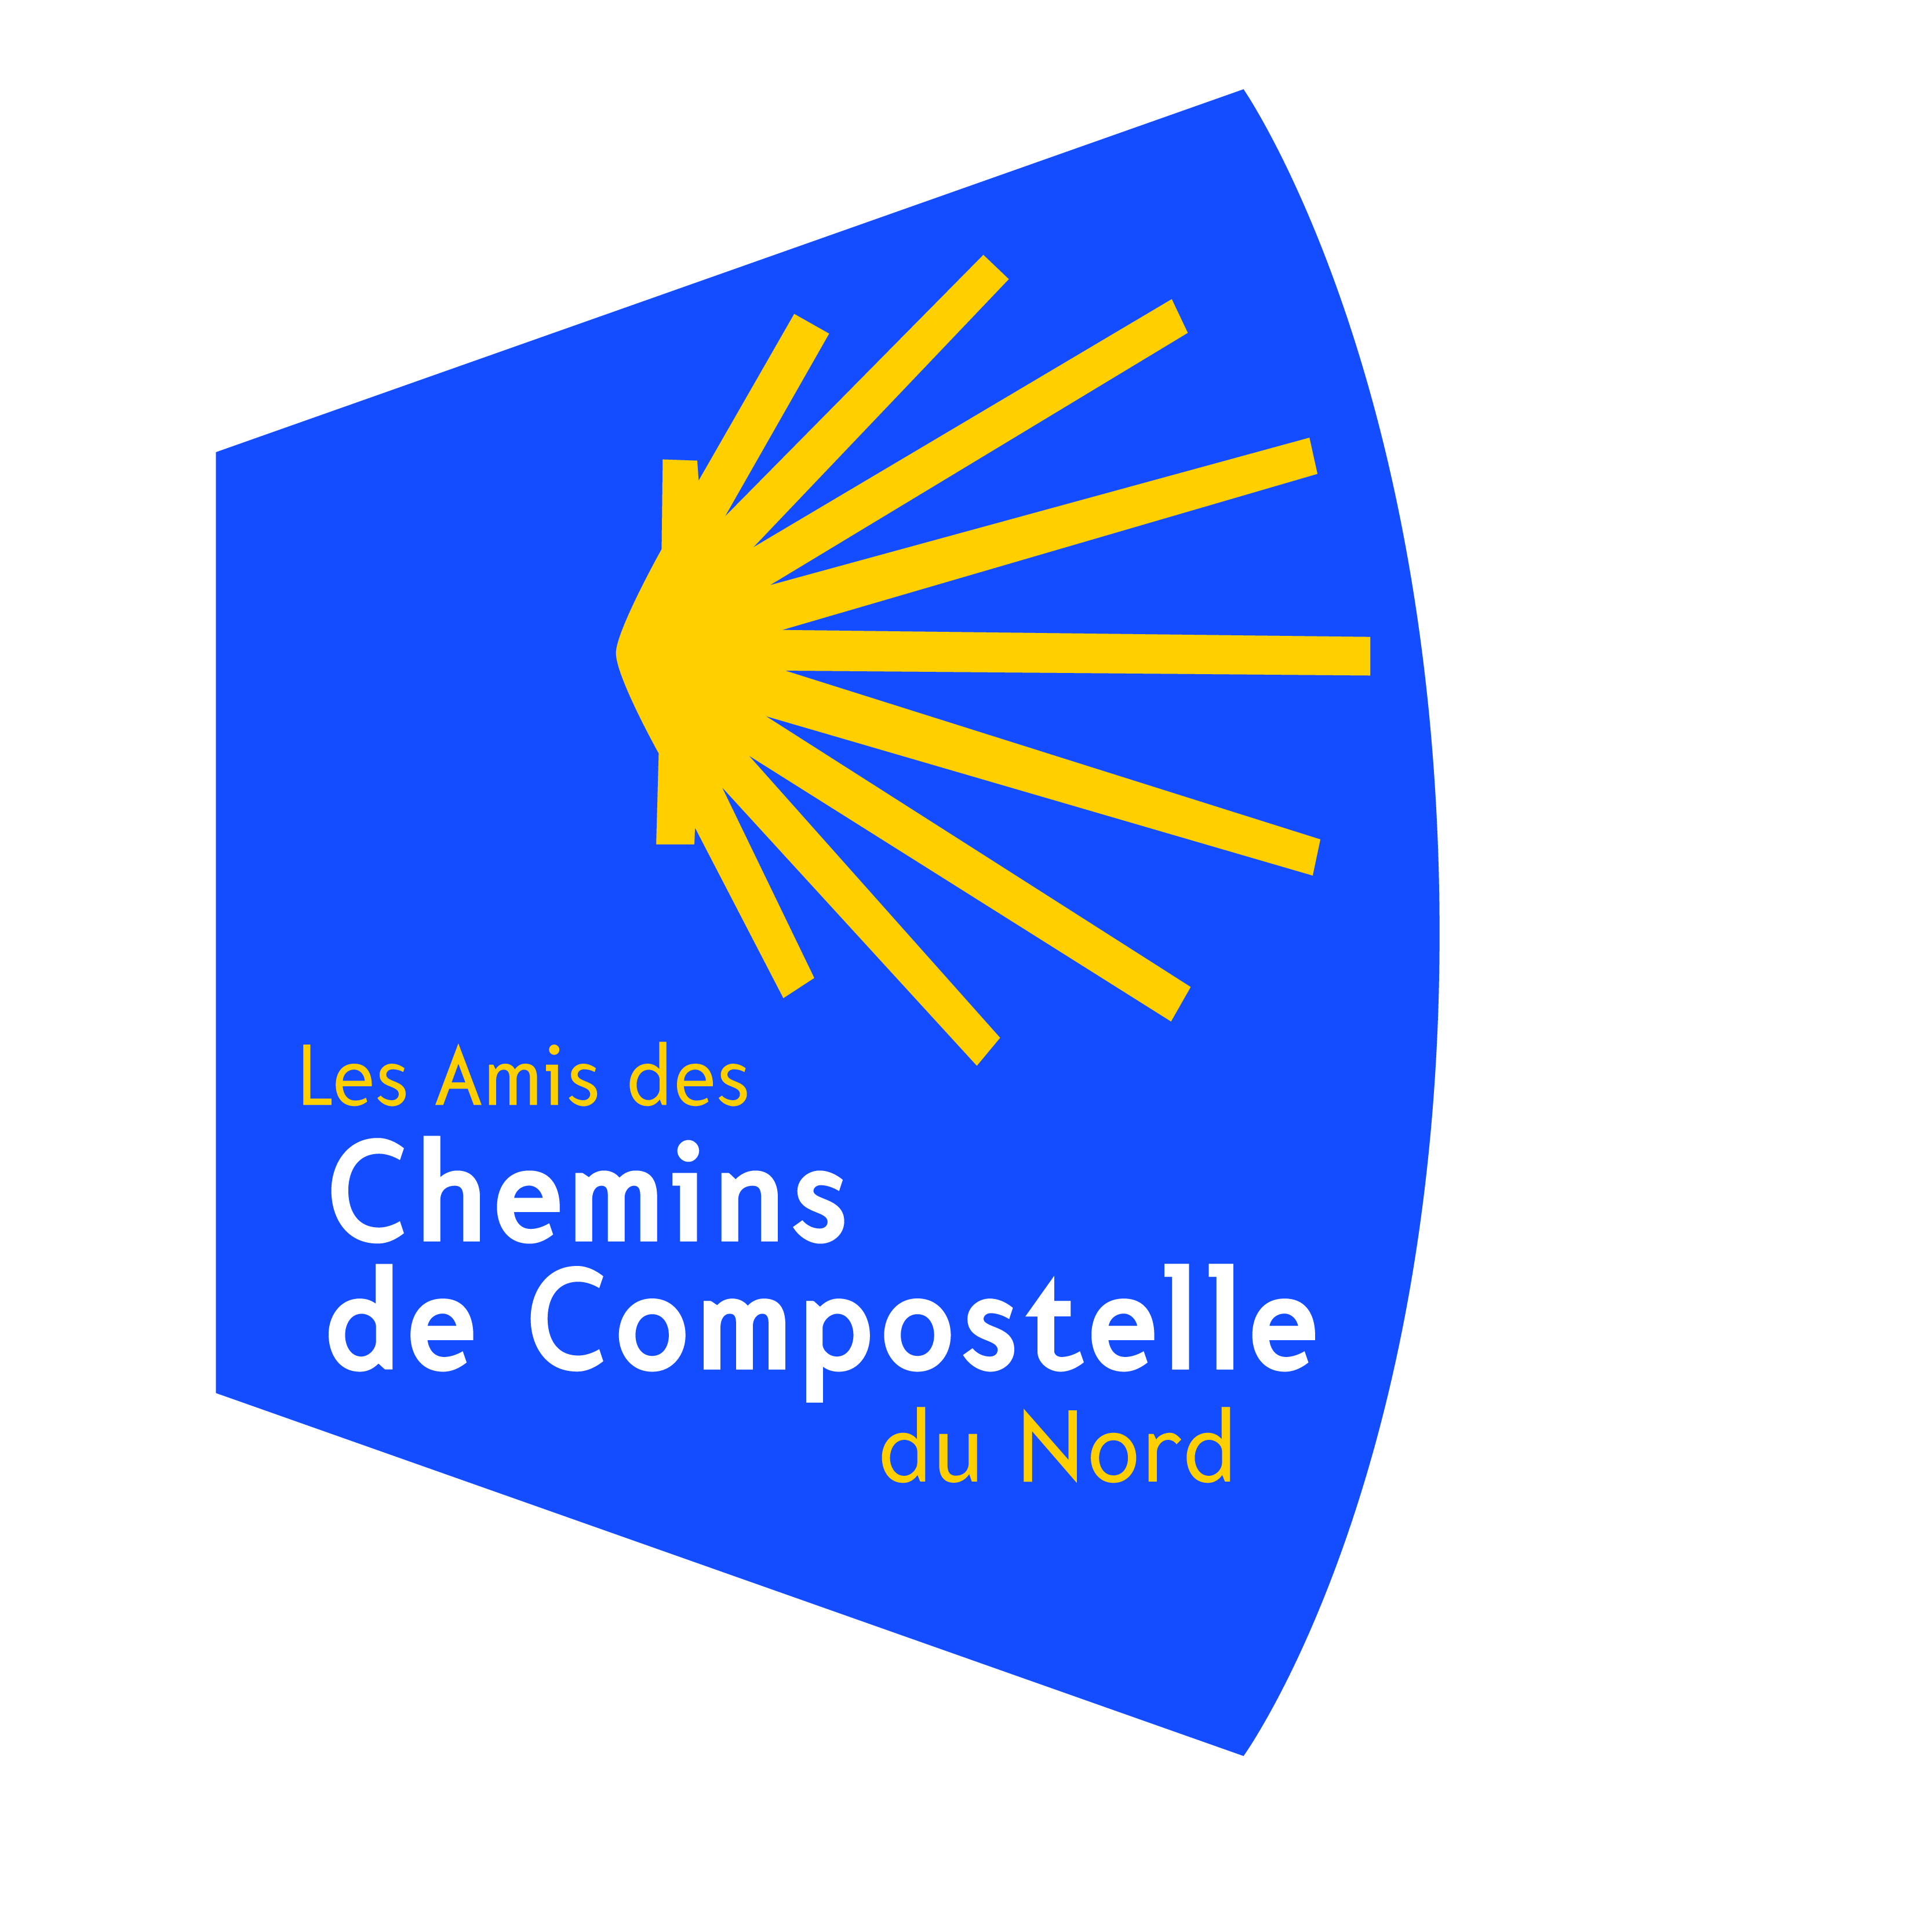 Les Amis des
Chemins
de Compostelle
du Nord